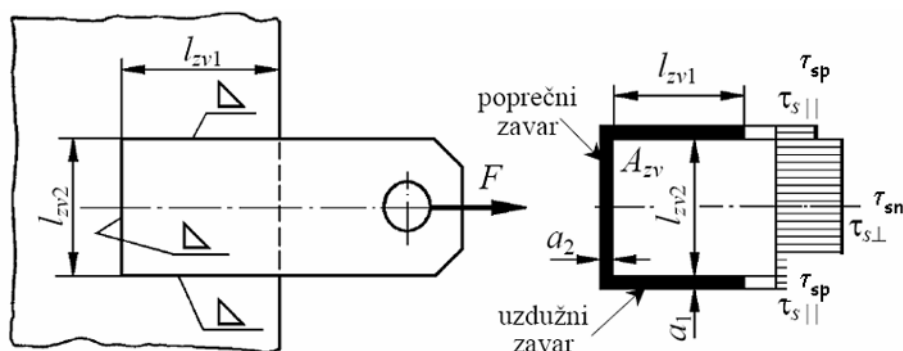 l_zv1
l_zv2
F
poprečni
zavar
l_zv1
A_zv
l_zv2
a_2
a_1
uzdužni
zavar
τ_sp
τ_s||
τ_sn
τ_s⊥
τ_sp
τ_s||